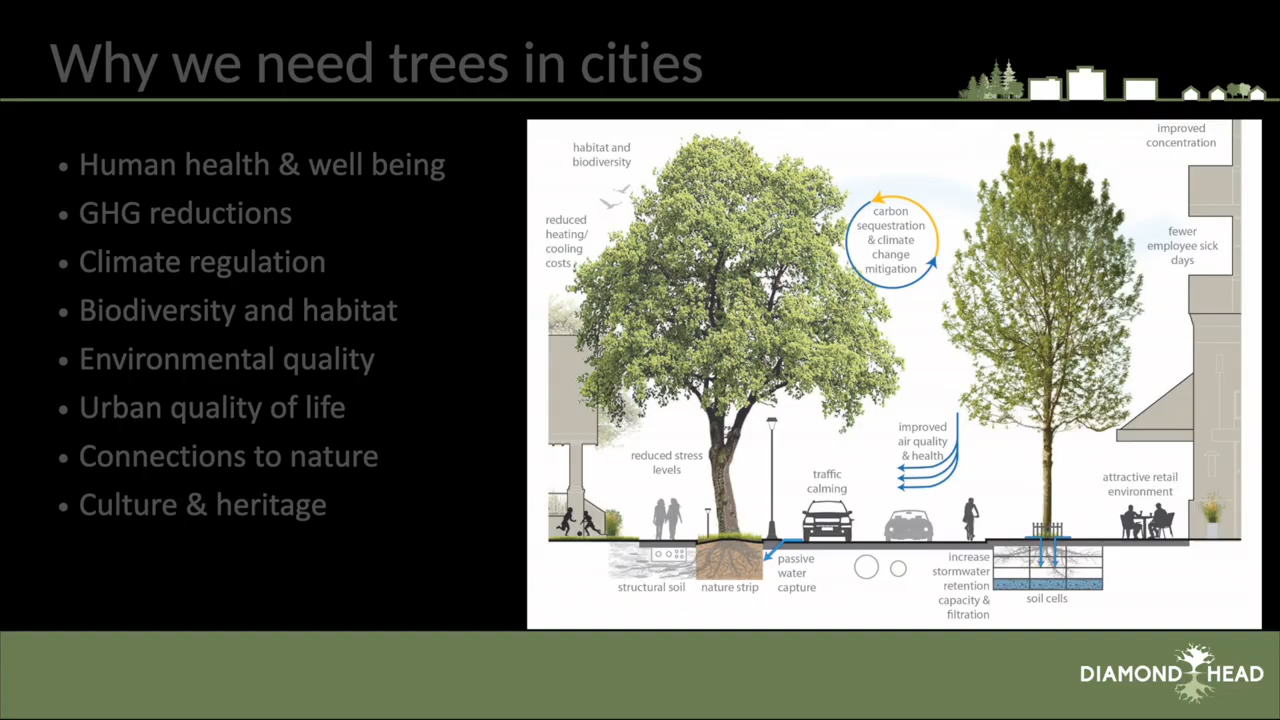 Why we need trees in cities
• Human health & well being
• GHG reductions
• Climate regulation
• Biodiversity and habitat
• Environmental quality
• Urban quality of life
• Connections to nature
• Culture & heritage
habitat and
biodiversity
reduced
heating/
cooling
costs
carbon
sequestration
& climate
change
mitigation
improved
concentration
fewer
employee sick
days
reduced stress
levels
traffic
calming
improved
air quality
& health
attractive retail
environment
structural soil
nature strip
passive
water
capture
increase
stormwater
retention
capacity &
filtration
soil cells
DIAMOND HEAD